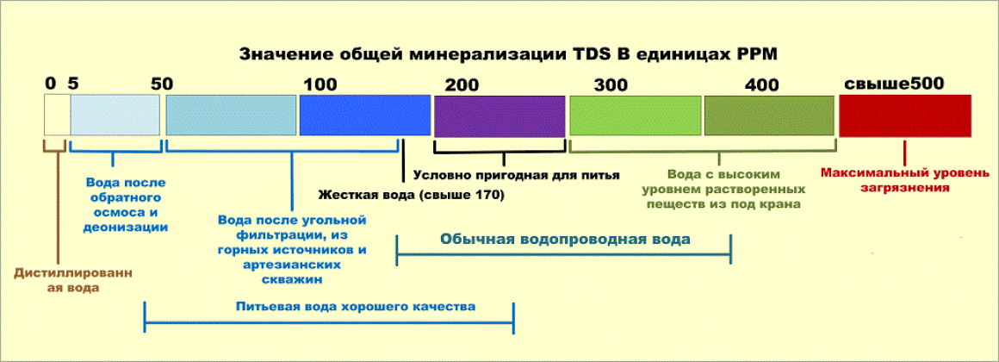 Значение общей минерализации TDS В единицах PPM
0 5 50 100 200 300 400 свыше500
Вода после
обратного
осмоса и
деонизации
Вода после угольной
фильтрации, из
горных источников и
артезианских
скважин
Жесткая вода (свыше 170)
Условно пригодная для питья
Вода с высоким
уровнем растворенных
пеществ из под крана
Максимальный уровень
загрязнения
Обычная водопроводная вода
Дистиллированн
ая вода
Питьевая вода хорошего качества